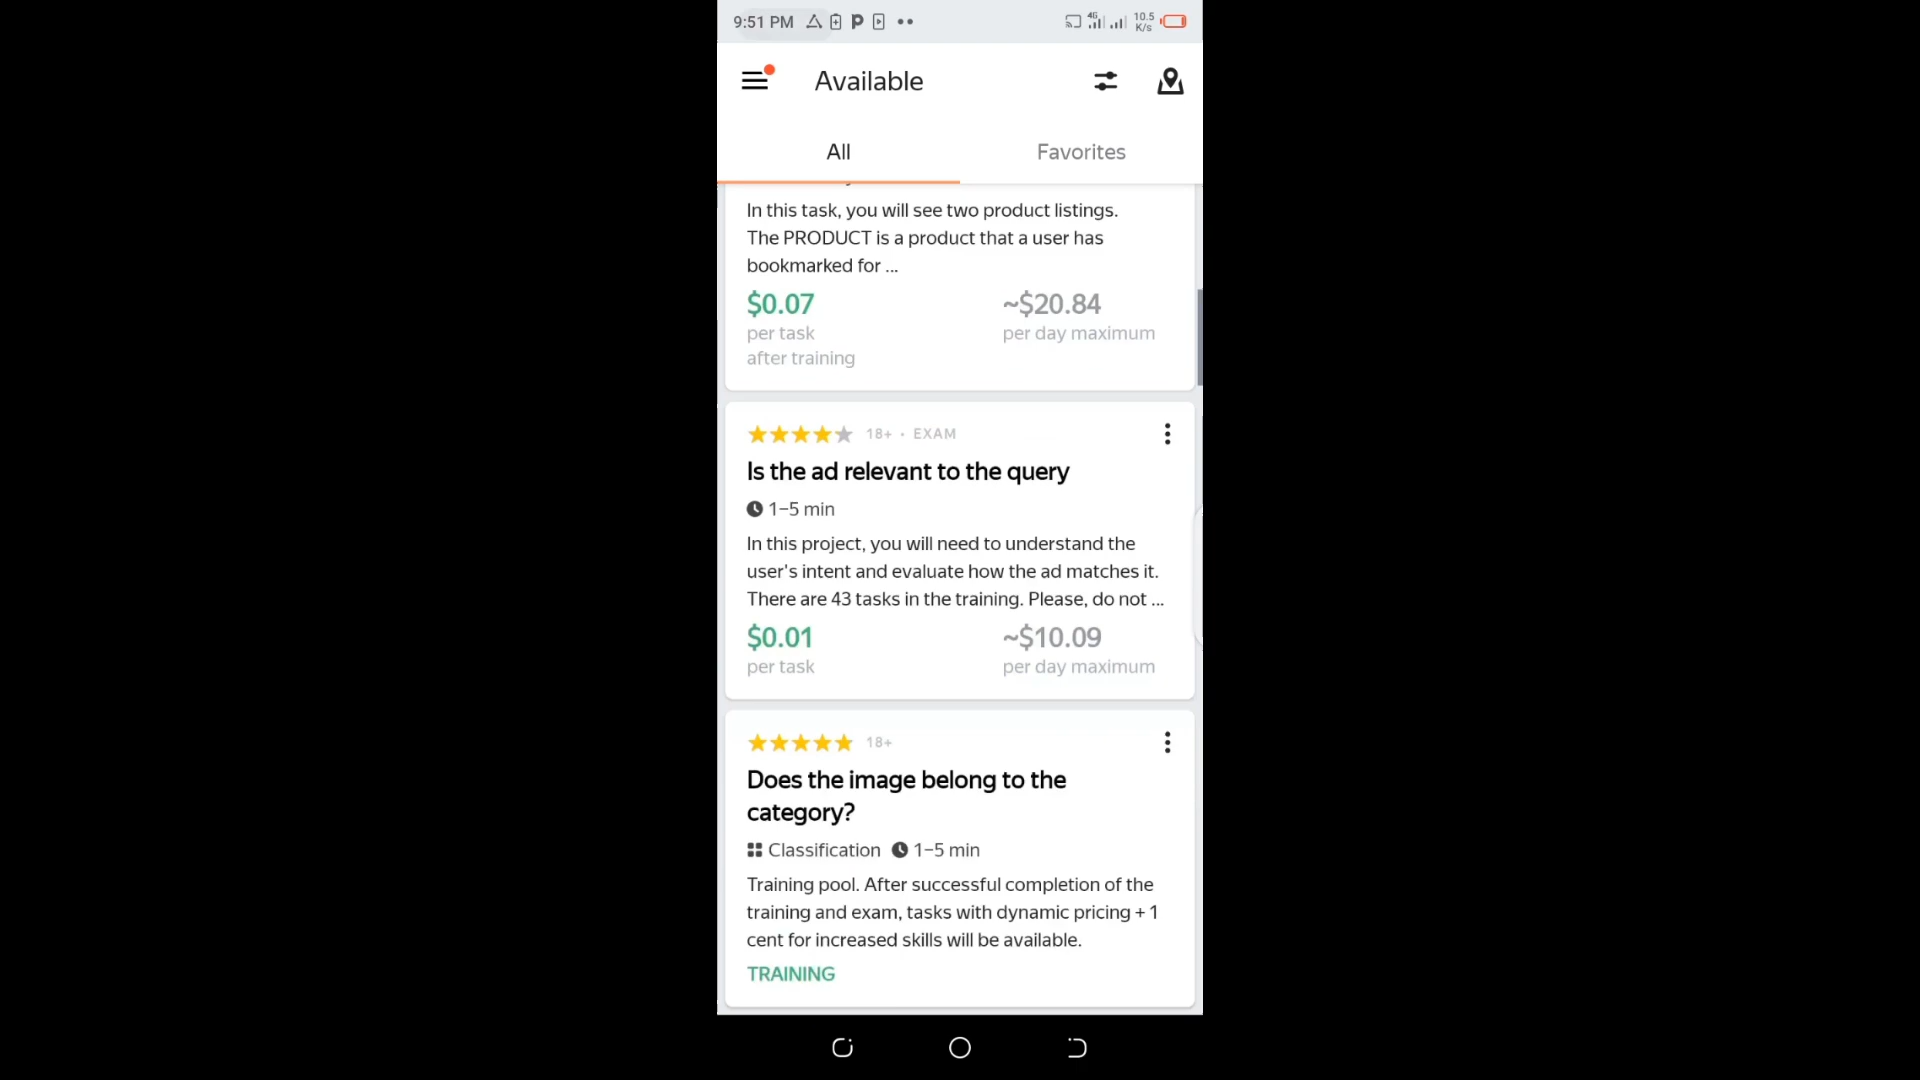 9:51 PM
4G
10.5
K/s
Available
All
Favorites
In this task, you will see two product listings.
The PRODUCT is a product that a user has
bookmarked for ...
$0.07
~$20.84
per task
per day maximum
after training
18+ • EXAM
Is the ad relevant to the query
1–5 min
In this project, you will need to understand the
user's intent and evaluate how the ad matches it.
There are 43 tasks in the training. Please, do not ...
$0.01
~$10.09
per task
per day maximum
18+
Does the image belong to the
category?
Classification
1–5 min
Training pool. After successful completion of the
training and exam, tasks with dynamic pricing + 1
cent for increased skills will be available.
TRAINING